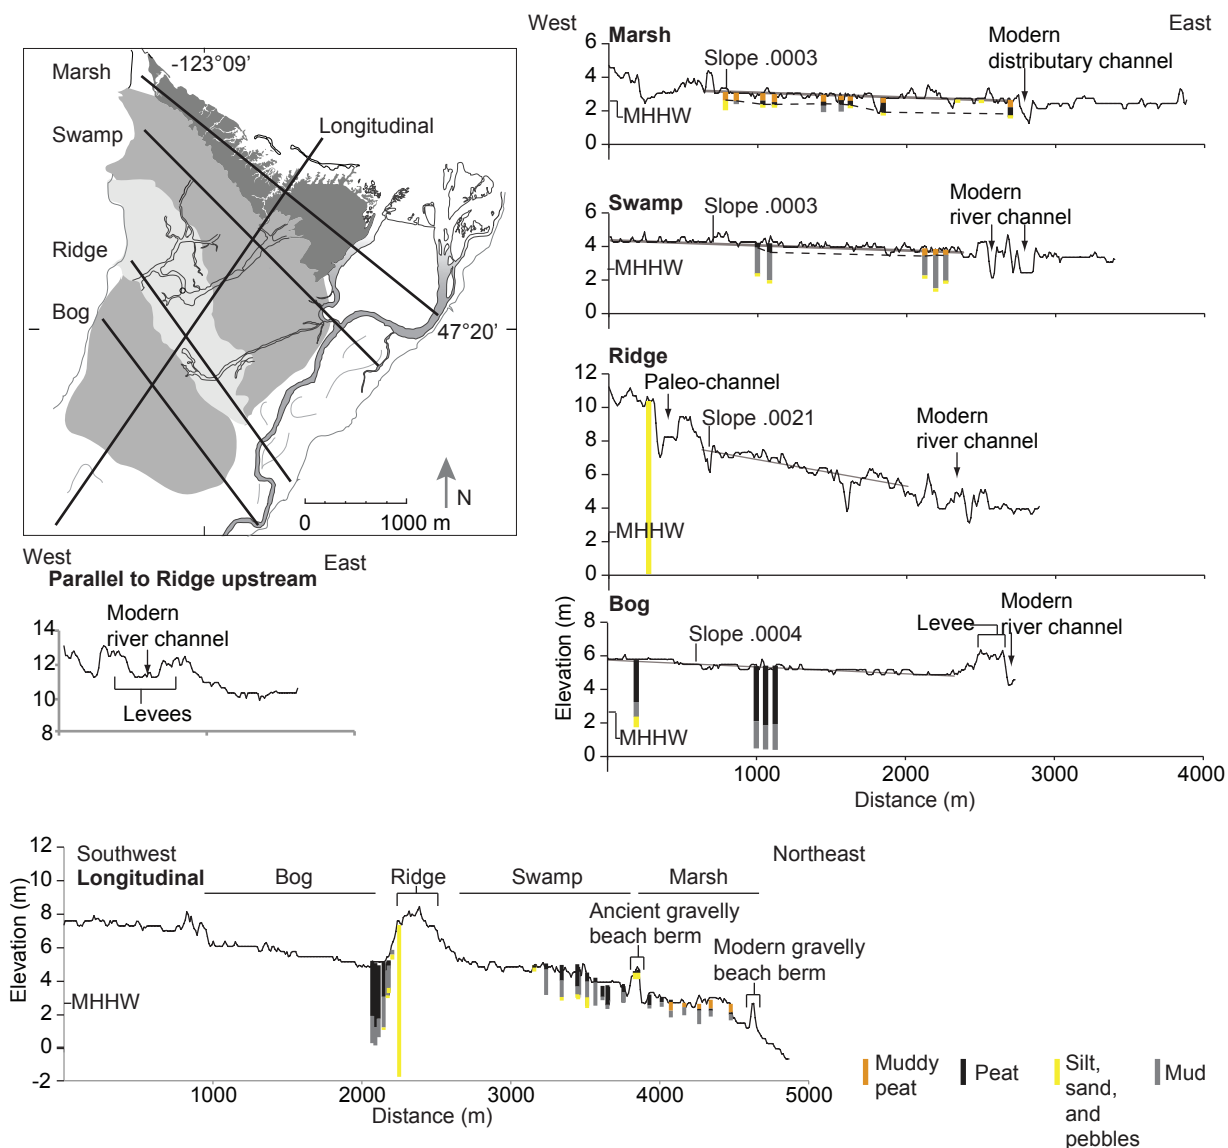 -123°09'
Marsh
Longitudinal
Swamp
Ridge
Bog
47°20'
N
0
1000 m
West
East
Parallel to Ridge upstream
Modern
river channel
14
12
10
8
Levees
West
East
Marsh
Modern
distributary channel
Slope .0003
6
4
2
0
MHHW
Swamp
Modern
river channel
Slope .0003
6
4
2
0
MHHW
Ridge
Paleo-channel
Slope .0021
Modern
river channel
12
10
8
6
4
2
0
MHHW
Bog
Slope .0004
Levee
Modern
river channel
Elevation (m)
8
6
4
2
0
MHHW
1000
2000
3000
4000
Distance (m)
Southwest
Northeast
Longitudinal
Bog
Ridge
Swamp
Marsh
Ancient gravelly
beach berm
Modern gravelly
beach berm
Elevation (m)
12
10
8
6
4
2
0
-2
MHHW
1000
2000
3000
4000
5000
Distance (m)
Muddy
peat
Peat
Silt,
sand,
and
pebbles
Mud